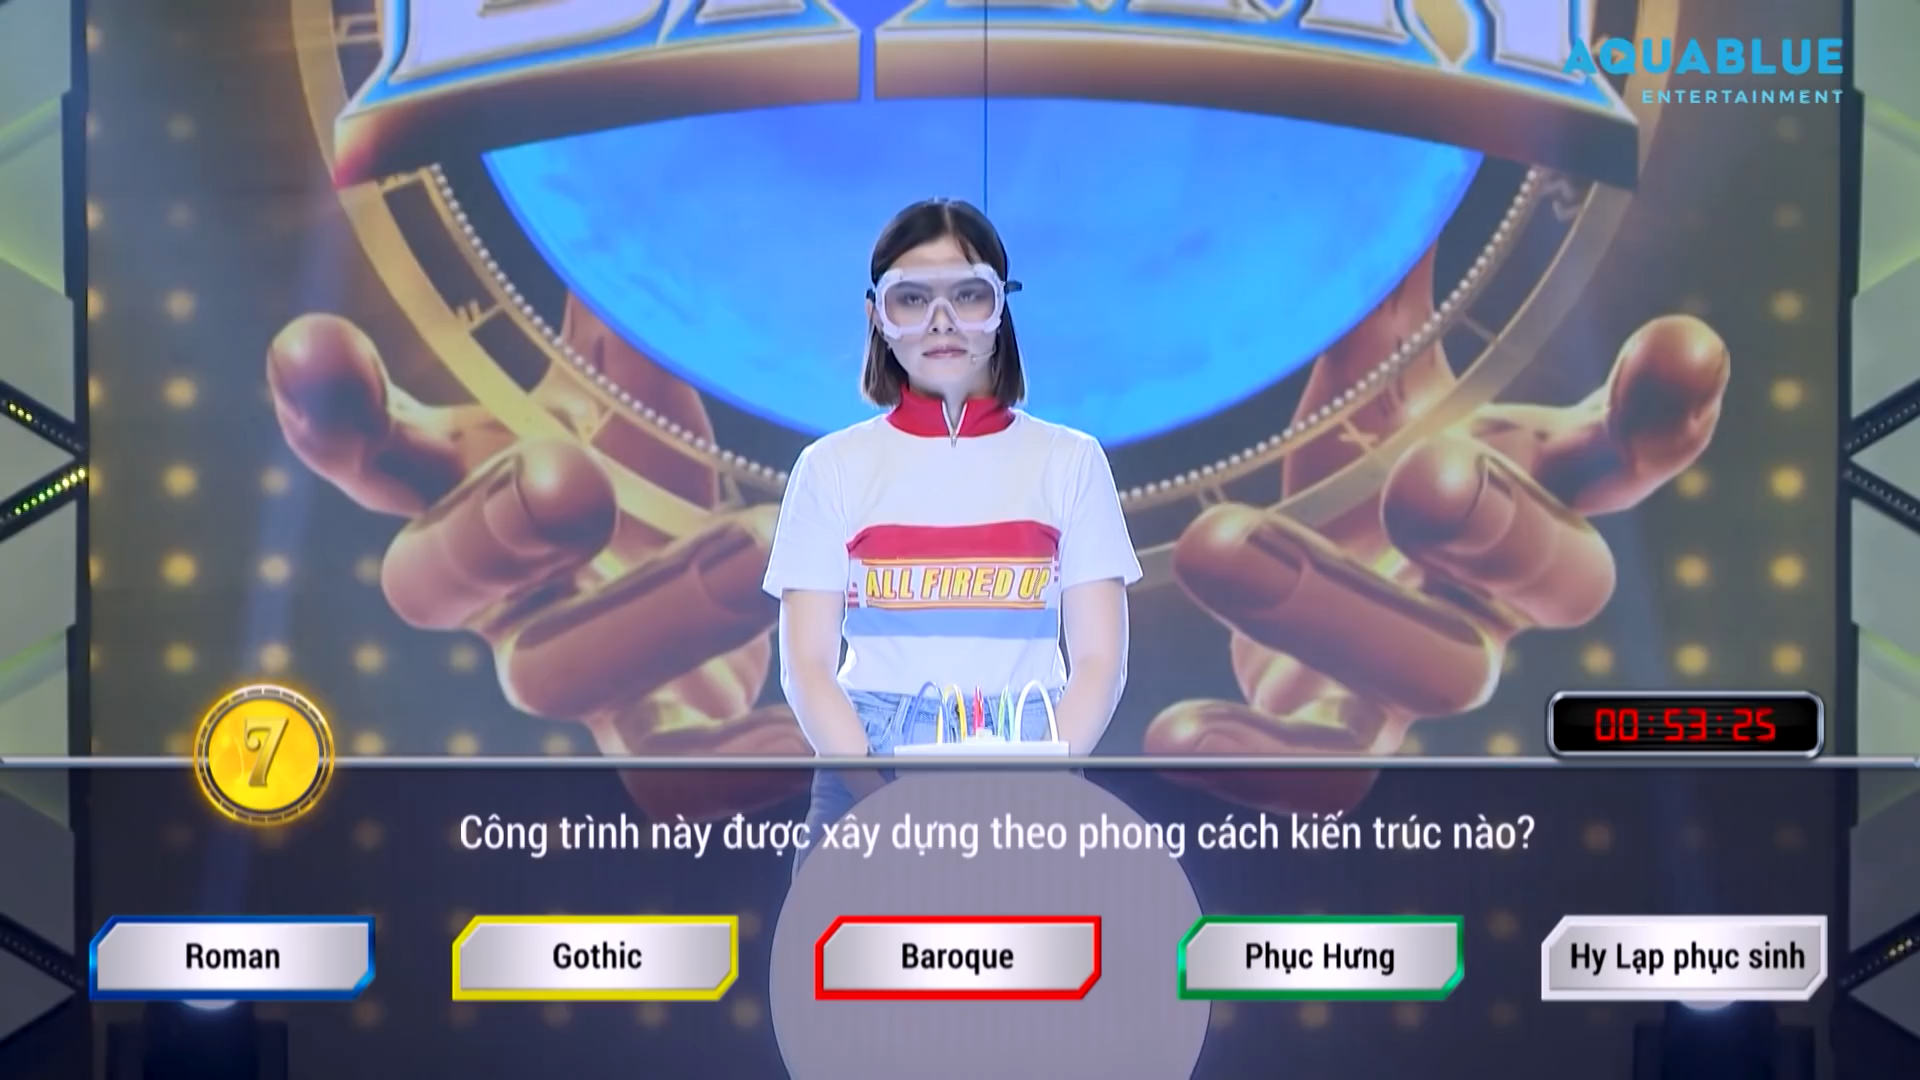 AQUABLUE
ENTERTAINMENT
ALL FIRED UP
7
00:53:25
Công trình này được xây dựng theo phong cách kiến trúc nào?
Roman
Gothic
Baroque
Phục Hưng
Hy Lạp phục sinh